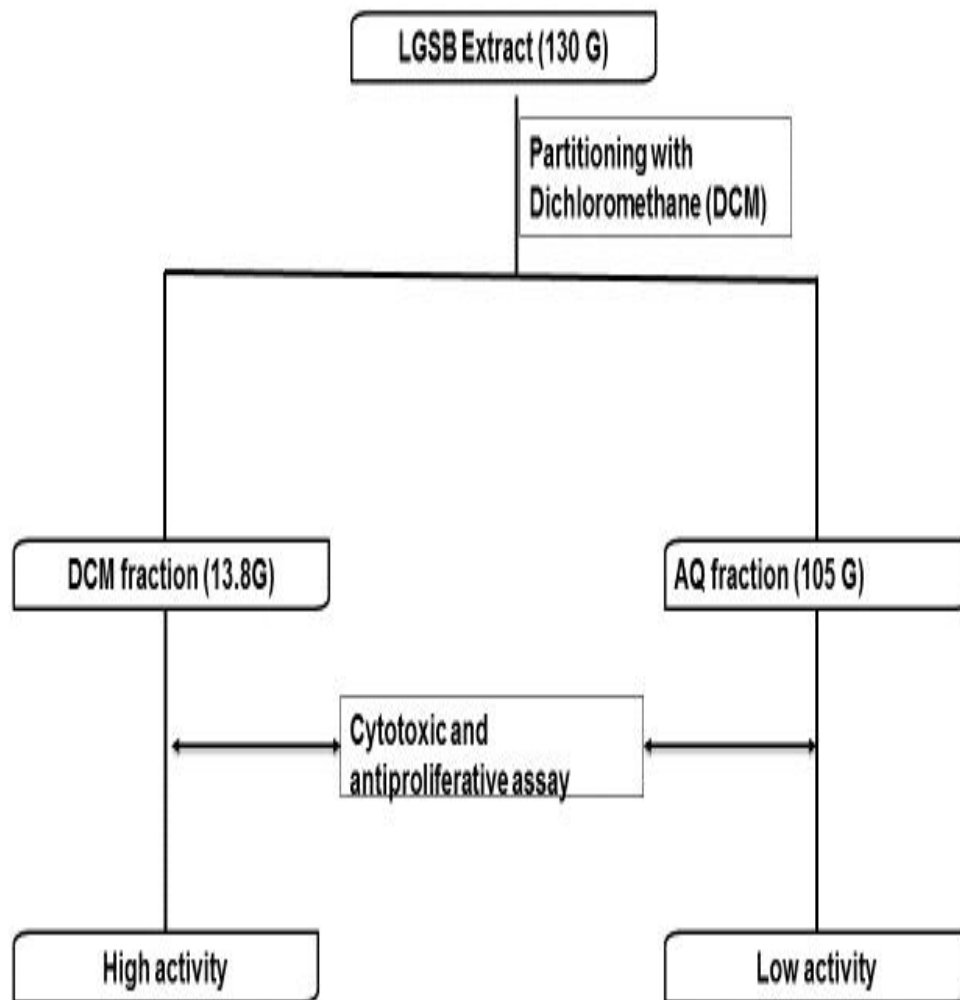 LGSB Extract (130 G)
Partitioning with
Dichloromethane (DCM)
DCM fraction (13.8G)
AQ fraction (105 G)
Cytotoxic and
antiproliferative assay
High activity
Low activity